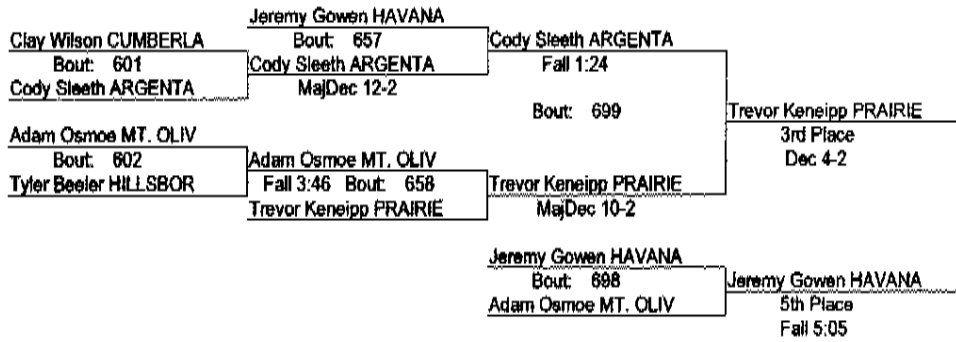 Jeremy Gowen HAVANA
Clay Wilson CUMBERLA
Bout: 657
Cody Sleeth ARGENTA
Bout: 601
Cody Sleeth ARGENTA
Fall 1:24
Cody Sleeth ARGENTA
MajDec 12-2
Bout: 699
Trevor Keneipp PRAIRIE
Adam Osmoe MT. OLIV
3rd Place
Bout: 602
Adam Osmoe MT. OLIV
Dec 4-2
Tyler Beeler HILLSBOR
Fall 3:46 Bout: 658
Trevor Keneipp PRAIRIE
Trevor Keneipp PRAIRIE
MajDec 10-2
Jeremy Gowen HAVANA
Bout: 698
Jeremy Gowen HAVANA
Adam Osmoe MT. OLIV
5th Place
Fall 5:05